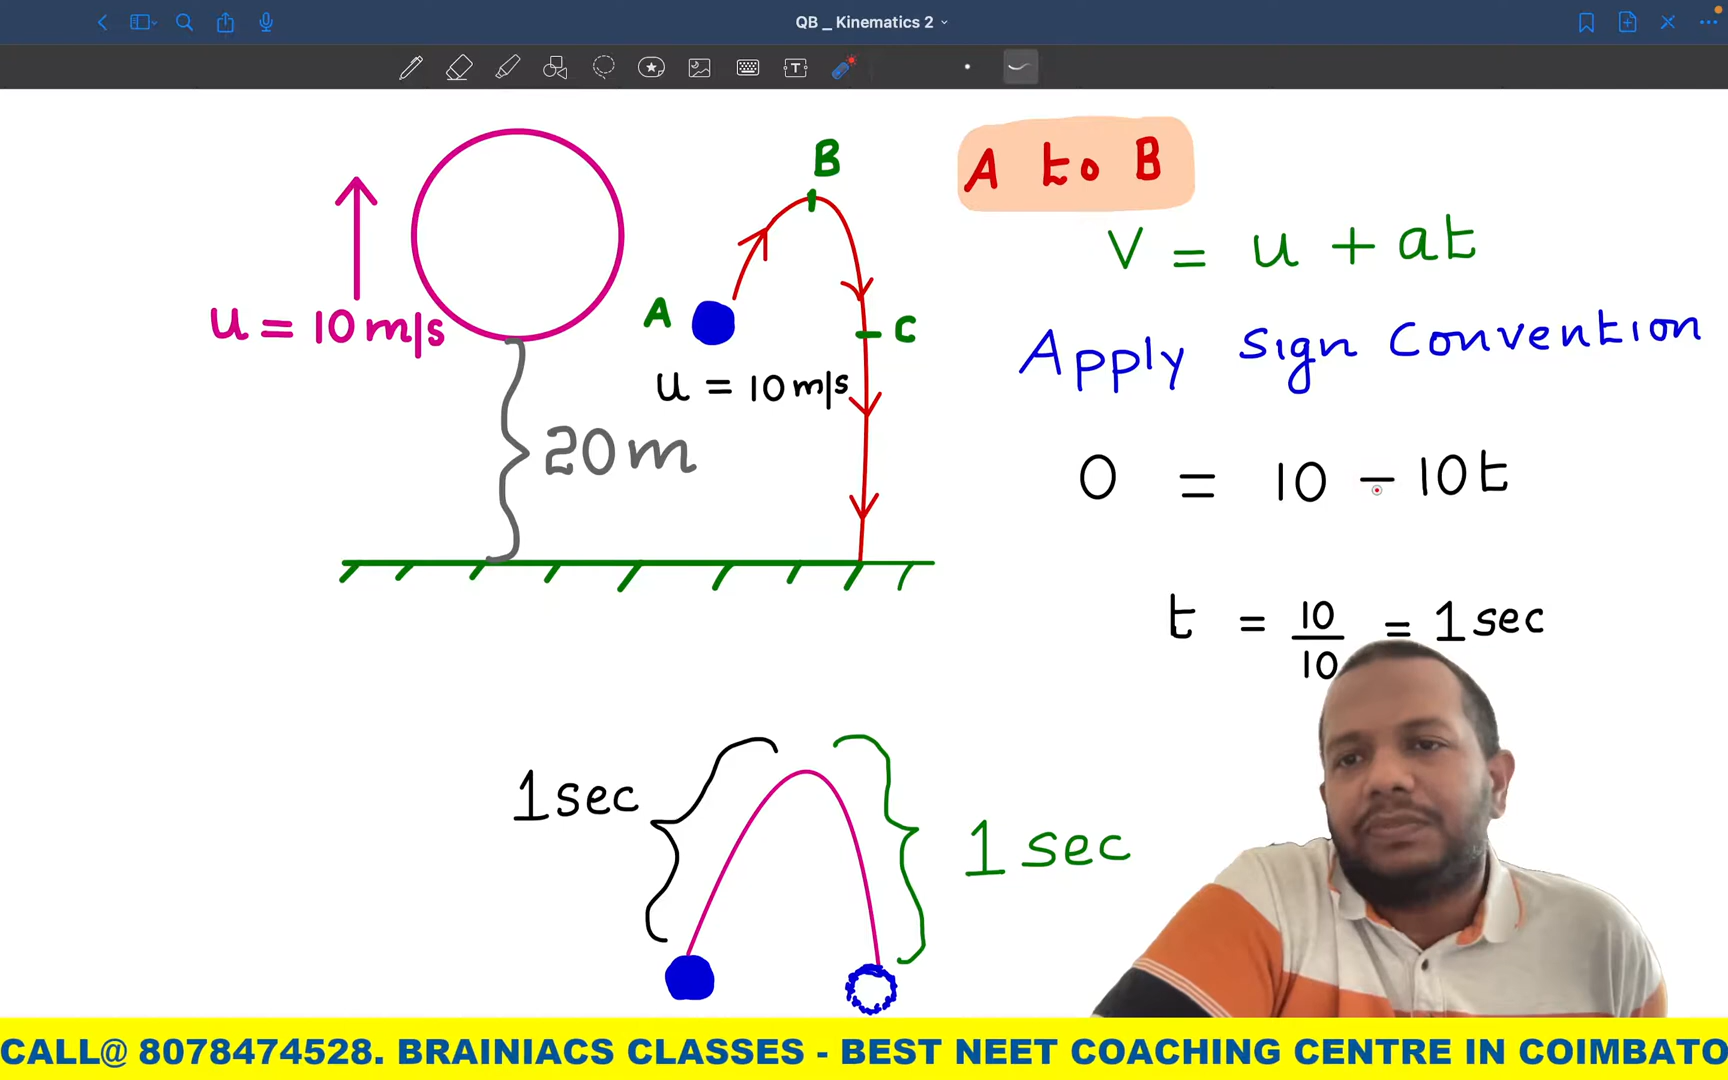 QB _ Kinematics 2
B
A to B
V = u + at
u = 10 m/s
A
C
Apply Sign Convention
u = 10 m/s
20 m
0 = 10 - 10t
t = 10/10 = 1 sec
1 sec
1 sec
CALL@ 8078474528. BRAINIACS CLASSES - BEST NEET COACHING CENTRE IN COIMBATO